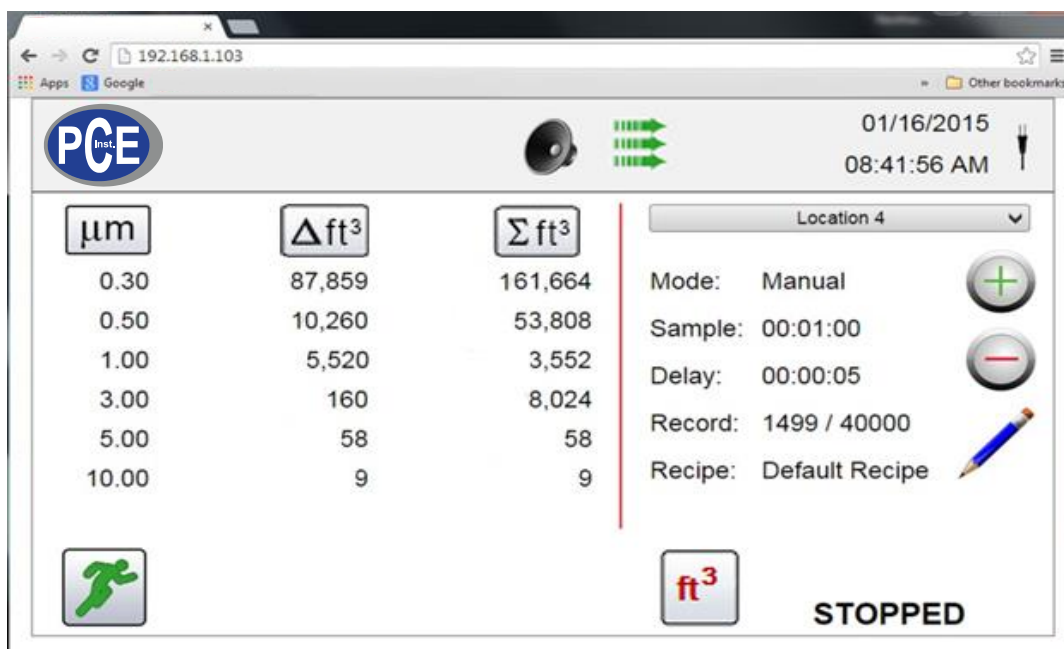 192.168.1.103
Apps Google » Other bookmarks
PCE Inst.
01/16/2015
08:41:56 AM
µm Δft³ Σft³
0.30 87,859 161,664
0.50 10,260 53,808
1.00 5,520 3,552
3.00 160 8,024
5.00 58 58
10.00 9 9
Location 4
Mode: Manual
Sample: 00:01:00
Delay: 00:00:05
Record: 1499 / 40000
Recipe: Default Recipe
ft³
STOPPED